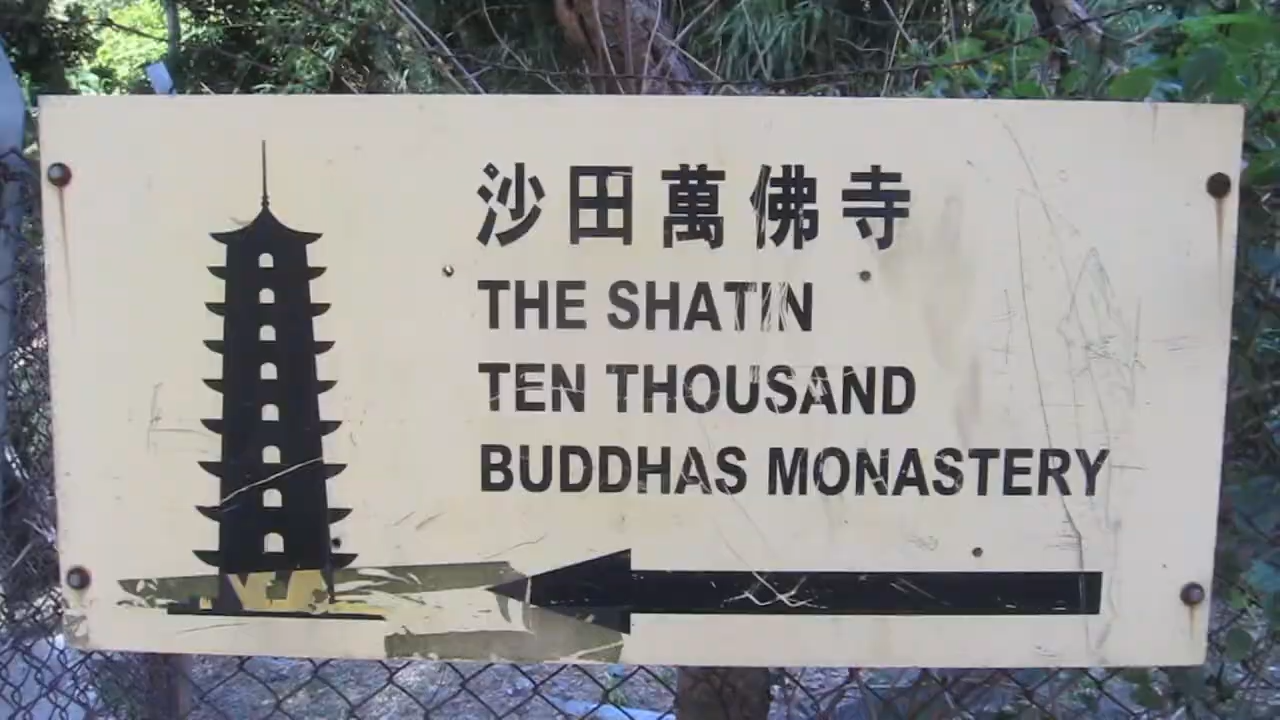 沙田萬佛寺
THE SHATIN
TEN THOUSAND
BUDDHAS MONASTERY